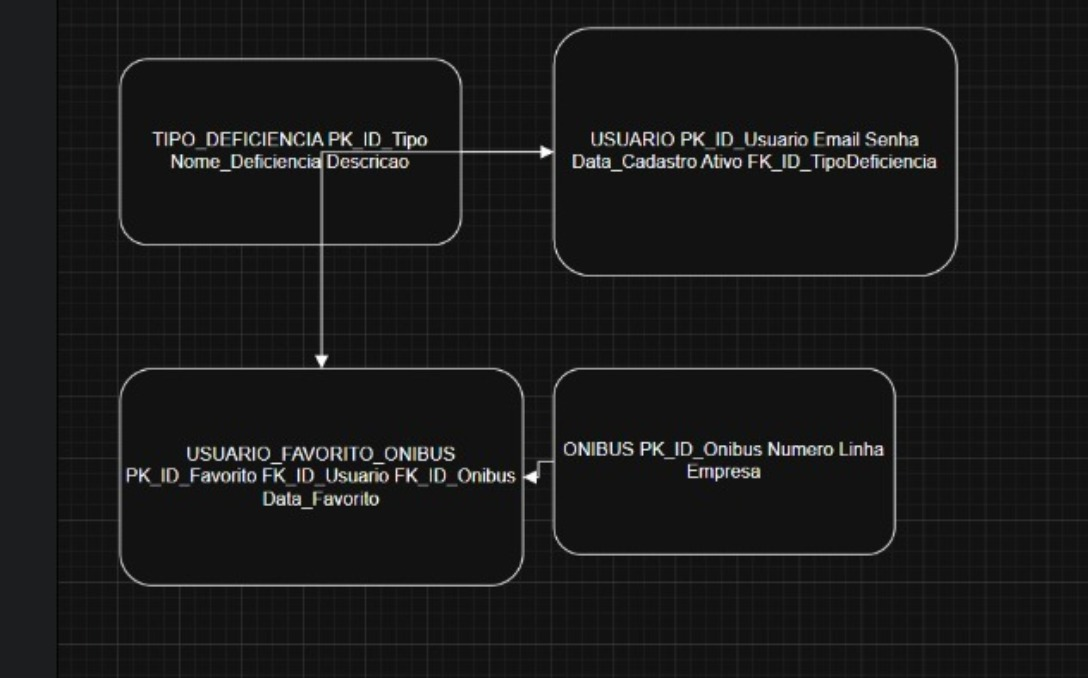 TIPO_DEFICIENCIA PK_ID_Tipo
Nome_Deficiencia Descricao
USUARIO PK_ID_Usuario Email Senha
Data_Cadastro Ativo FK_ID_TipoDeficiencia
USUARIO_FAVORITO_ONIBUS
PK_ID_Favorito FK_ID_Usuario FK_ID_Onibus
Data_Favorito
ONIBUS PK_ID_Onibus Numero Linha
Empresa